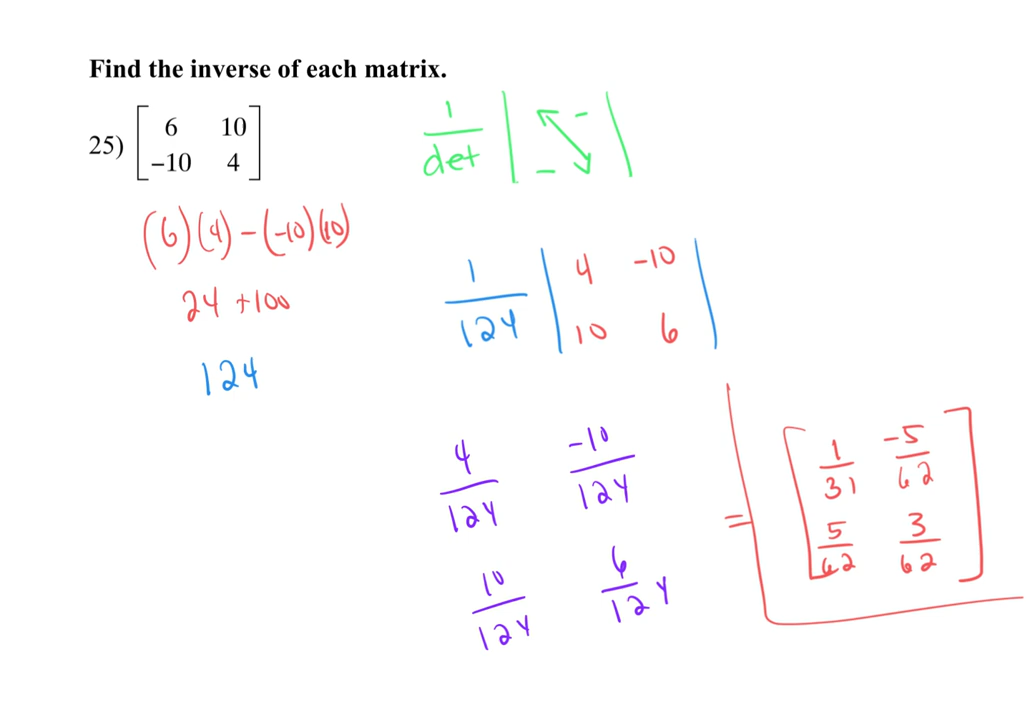 Find the inverse of each matrix.
25) [ 6 10
-10 4 ]
1
det | - - |
(6)(4)-(-10)(10)
24 +100
124
1
124 | 4 -10
10 6 |
4/124 -10/124
10/124 6/124
= [ 1/31 -5/62
5/62 3/62 ]